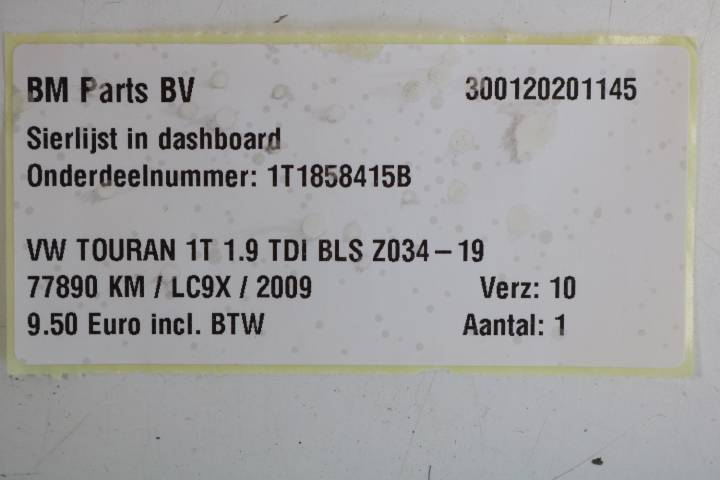 BM Parts BV 300120201145
Sierlijst in dashboard
Onderdeelnummer: 1T1858415B
VW TOURAN 1T 1.9 TDI BLS Z034-19
77890 KM / LC9X / 2009 Verz: 10
9.50 Euro incl. BTW Aantal: 1